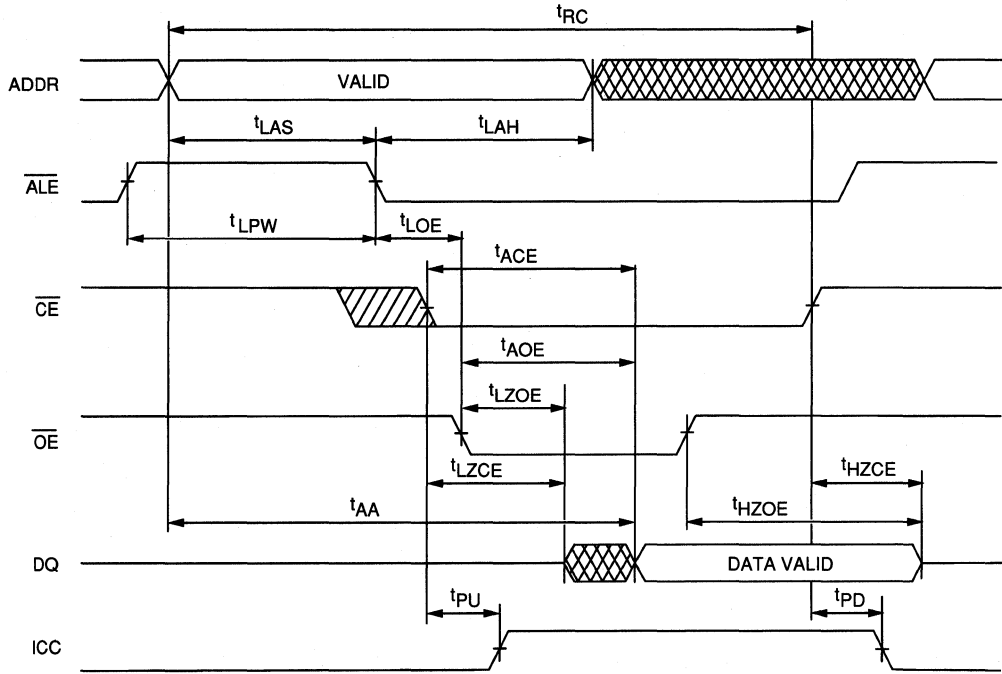 tRC
ADDR
VALID
tLAS
tLAH
ALE
tLPW
tLOE
tACE
CE
tAOE
tLZOE
OE
tLZCE
tHZCE
tAA
tHZOE
DQ
DATA VALID
tPU
tPD
ICC